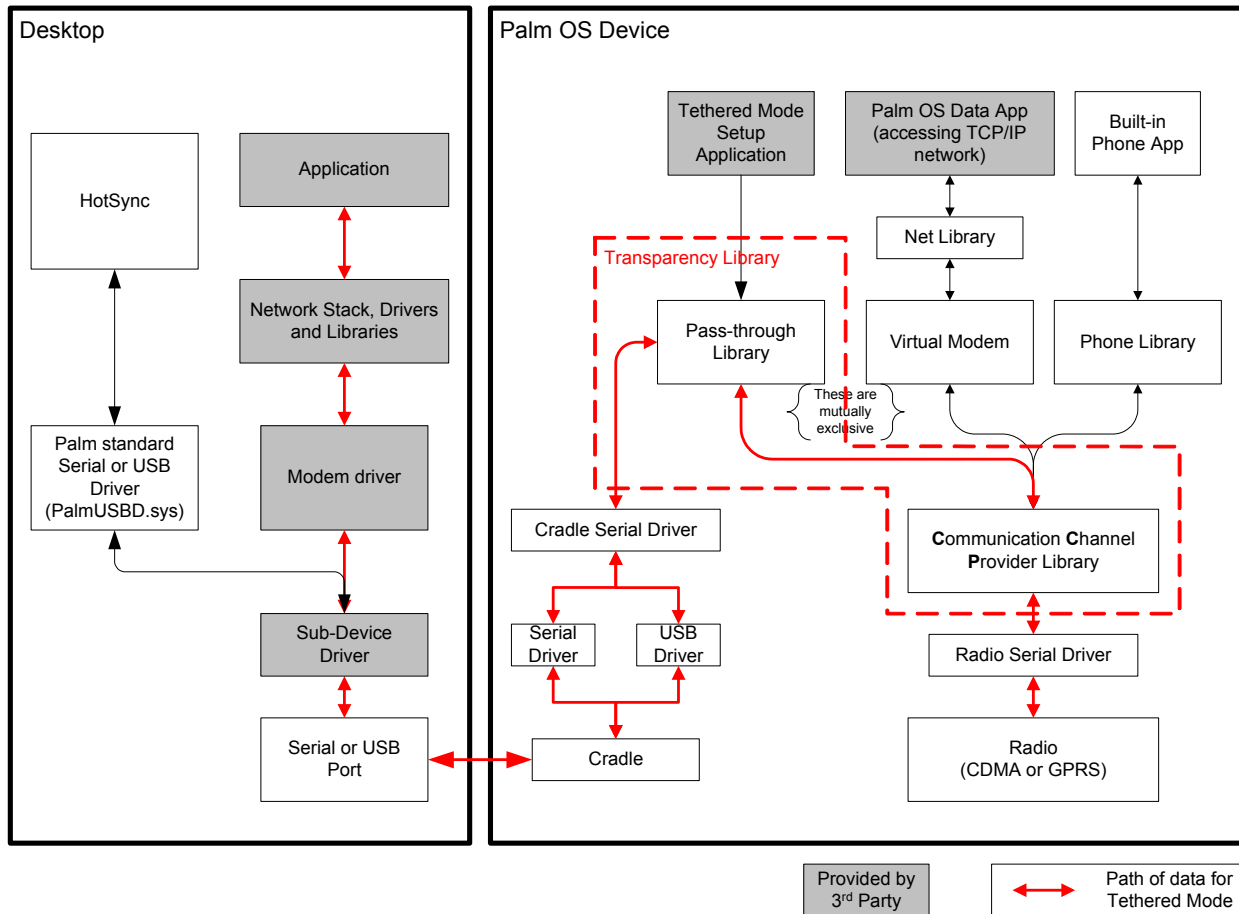 Desktop
HotSync
Application
Network Stack, Drivers
and Libraries
Palm standard
Serial or USB
Driver
(PalmUSBD.sys)
Modem driver
Sub-Device
Driver
Serial or USB
Port
Palm OS Device
Tethered Mode
Setup
Application
Palm OS Data App
(accessing TCP/IP
network)
Built-in
Phone App
Net Library
Transparency Library
Pass-through
Library
Virtual Modem
Phone Library
These are
mutually
exclusive
Cradle Serial Driver
Communication Channel
Provider Library
Serial
Driver
USB
Driver
Radio Serial Driver
Cradle
Radio
(CDMA or GPRS)
Provided by
3rd Party
Path of data for
Tethered Mode